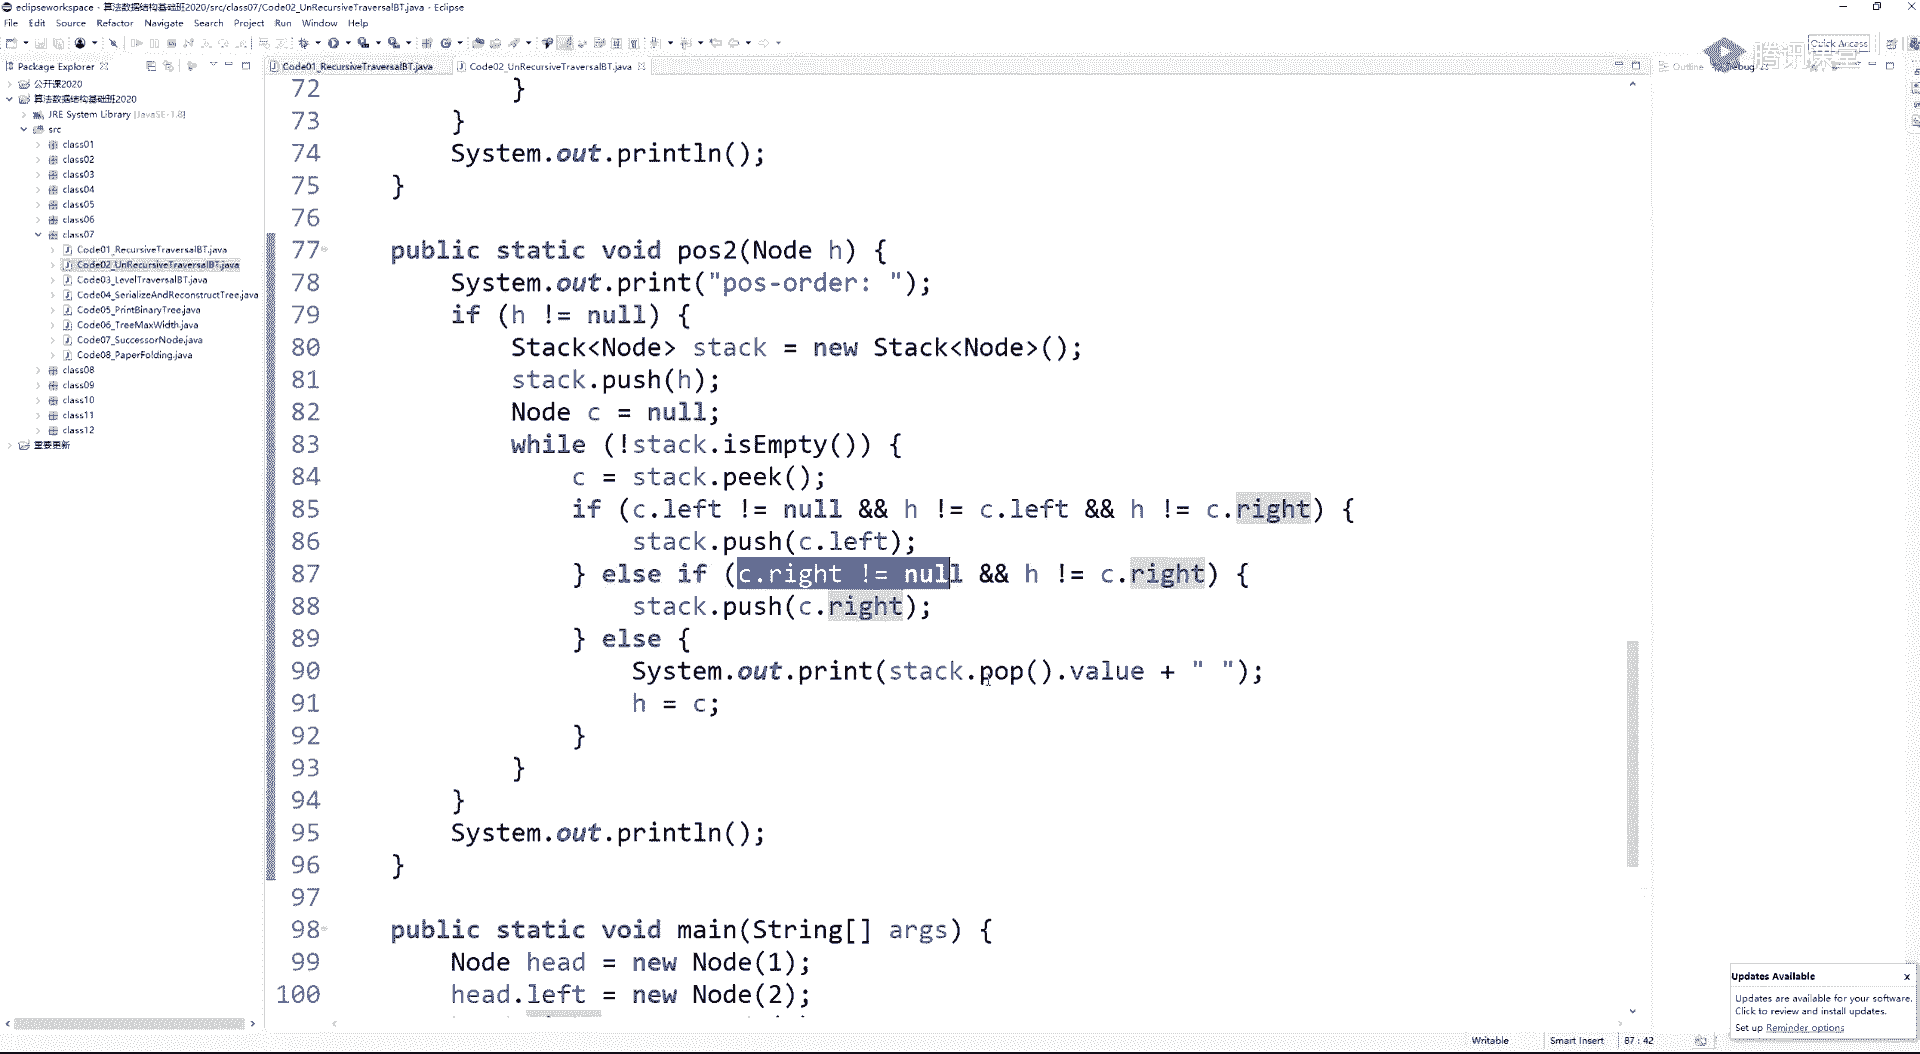 eclipseworkspace - 算法数据结构基础班2020/src/class07/Code02_UnRecursiveTraversalBT.java - Eclipse
File Edit Source Refactor Navigate Search Project Run Window Help
Quick Access
腾讯课堂
Package Explorer
Code01_RecursiveTraversalBT.java
Code02_UnRecursiveTraversalBT.java
Outline
Debug
公开课2020
算法数据结构基础班2020
JRE System Library [JavaSE-1.8]
src
class01
class02
class03
class04
class05
class06
class07
Code01_RecursiveTraversalBT.java
Code02_UnRecursiveTraversalBT.java
Code03_LevelTraversalBT.java
Code04_SerializeAndReconstructTree.java
Code05_PrintBinaryTree.java
Code06_TreeMaxWidth.java
Code07_SuccessorNode.java
Code08_PaperFolding.java
class08
class09
class10
class11
class12
重要更新
72 }
73 }
74 System.out.println();
75 }
76
77 public static void pos2(Node h) {
78 System.out.print("pos-order: ");
79 if (h != null) {
80 Stack<Node> stack = new Stack<Node>();
81 stack.push(h);
82 Node c = null;
83 while (!stack.isEmpty()) {
84 c = stack.peek();
85 if (c.left != null && h != c.left && h != c.right) {
86 stack.push(c.left);
87 } else if (c.right != null && h != c.right) {
88 stack.push(c.right);
89 } else {
90 System.out.print(stack.pop().value + " ");
91 h = c;
92 }
93 }
94 }
95 System.out.println();
96 }
97
98 public static void main(String[] args) {
99 Node head = new Node(1);
100 head.left = new Node(2);
Updates Available
Updates are available for your software.
Click to review and install updates.
Set up Reminder options
Writable
Smart Insert
87 : 42